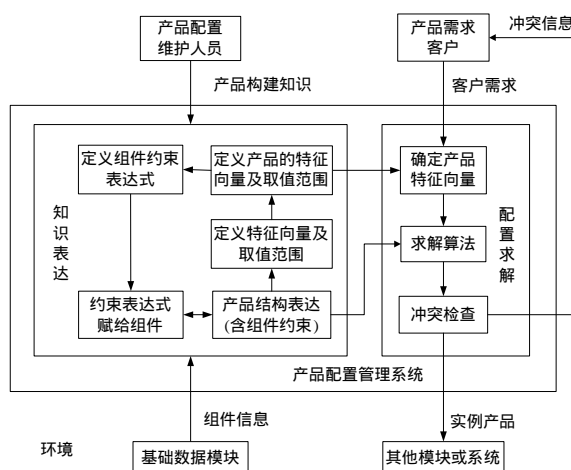 产品配置
维护人员
产品需求
客户
冲突信息
产品构建知识
客户需求
定义组件约束
表达式
定义产品的特征
向量及取值范围
确定产品
特征向量
知识表达
定义特征向量及
取值范围
求解算法
配置求解
约束表达式
赋给组件
产品结构表达
(含组件约束)
冲突检查
产品配置管理系统
组件信息
实例产品
环境
基础数据模块
其他模块或系统